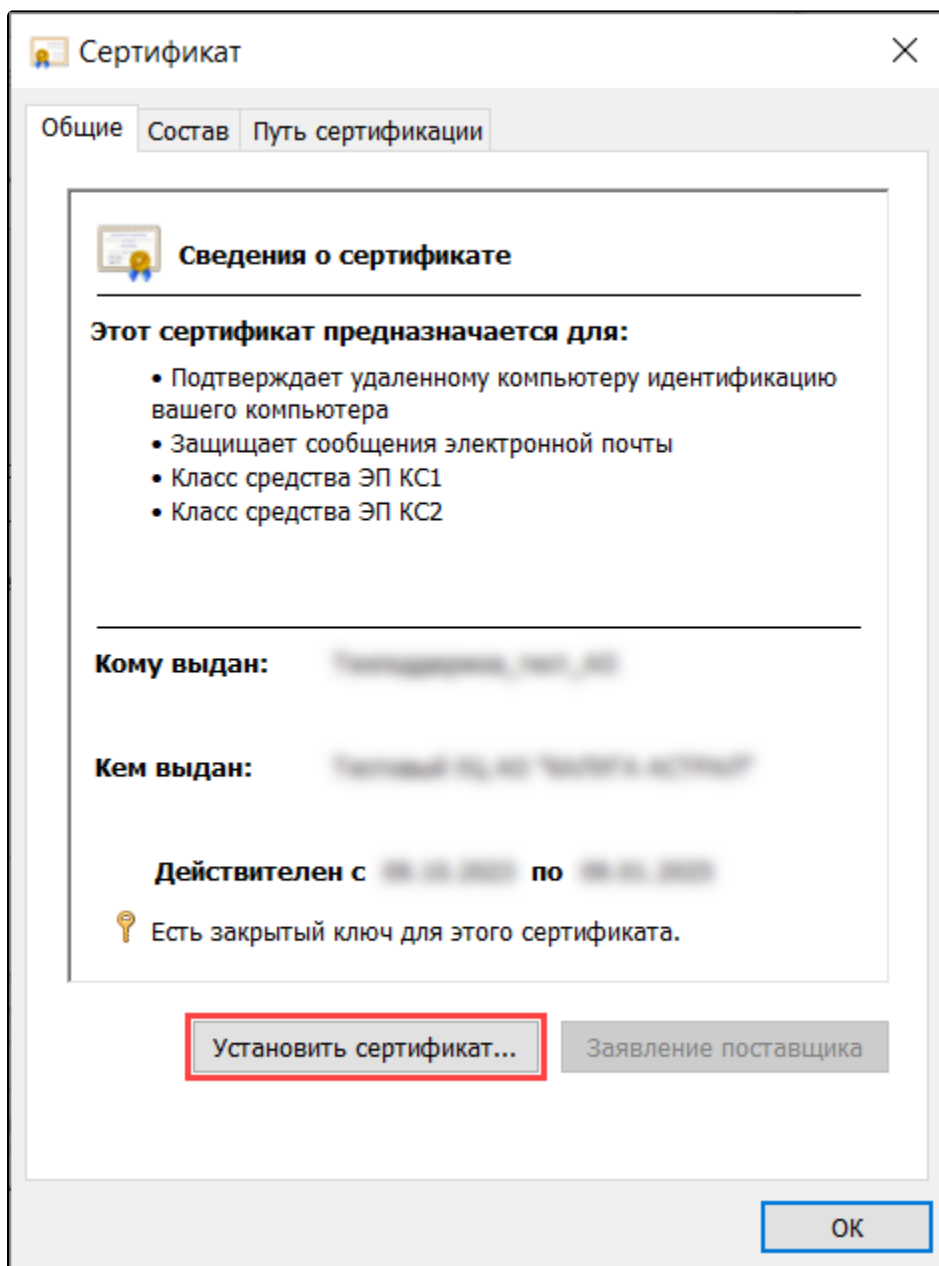 Сертификат
Общие
Состав
Путь сертификации
Сведения о сертификате
Этот сертификат предназначается для:
• Подтверждает удаленному компьютеру идентификацию
вашего компьютера
• Защищает сообщения электронной почты
• Класс средства ЭП КС1
• Класс средства ЭП КС2
Кому выдан:
Кем выдан:
Действителен с
по
Есть закрытый ключ для этого сертификата.
Установить сертификат...
Заявление поставщика
ОК